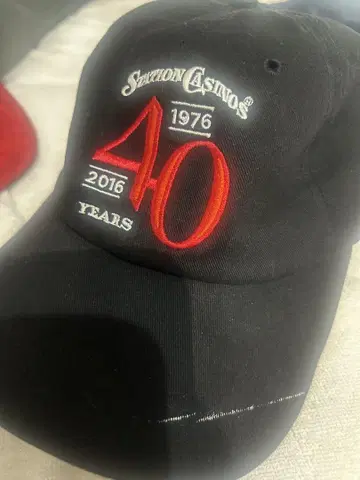 STATION CASINOS®
1976
40
2016
YEARS